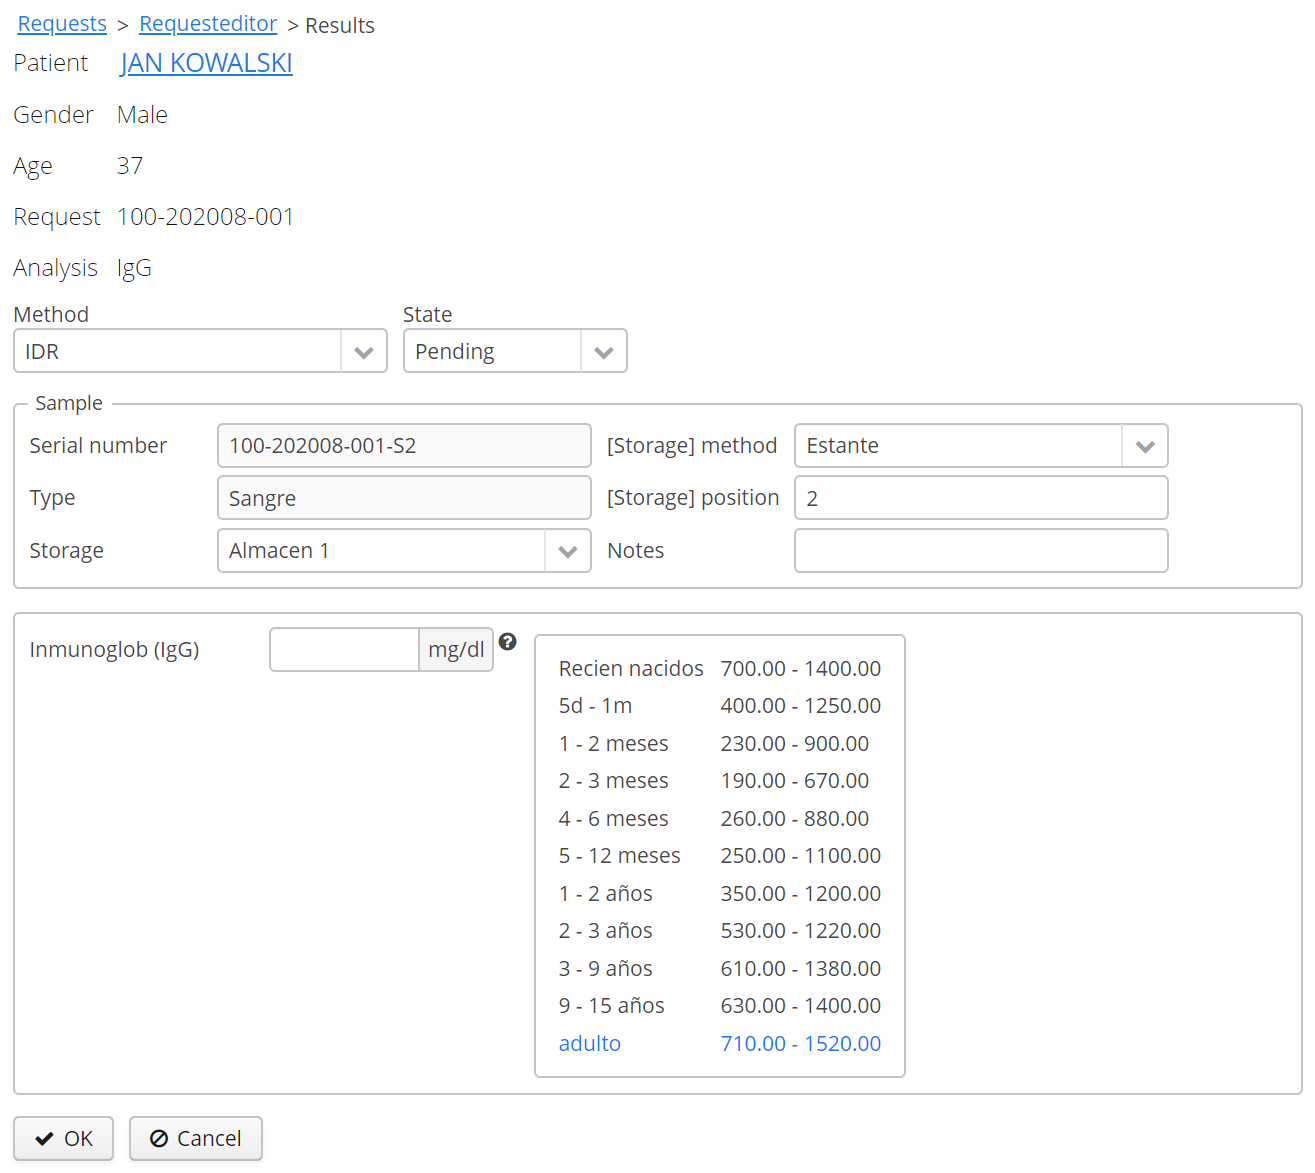 Requests > Requesteditor > Results
Patient JAN KOWALSKI
Gender Male
Age 37
Request 100-202008-001
Analysis IgG
Method State
IDR Pending
Sample
Serial number 100-202008-001-S2 [Storage] method Estante
Type Sangre [Storage] position 2
Storage Almacen 1 Notes
Inmunoglob (IgG) mg/dl ?
Recien nacidos 700.00 - 1400.00
5d - 1m 400.00 - 1250.00
1 - 2 meses 230.00 - 900.00
2 - 3 meses 190.00 - 670.00
4 - 6 meses 260.00 - 880.00
5 - 12 meses 250.00 - 1100.00
1 - 2 años 350.00 - 1200.00
2 - 3 años 530.00 - 1220.00
3 - 9 años 610.00 - 1380.00
9 - 15 años 630.00 - 1400.00
adulto 710.00 - 1520.00
OK Cancel